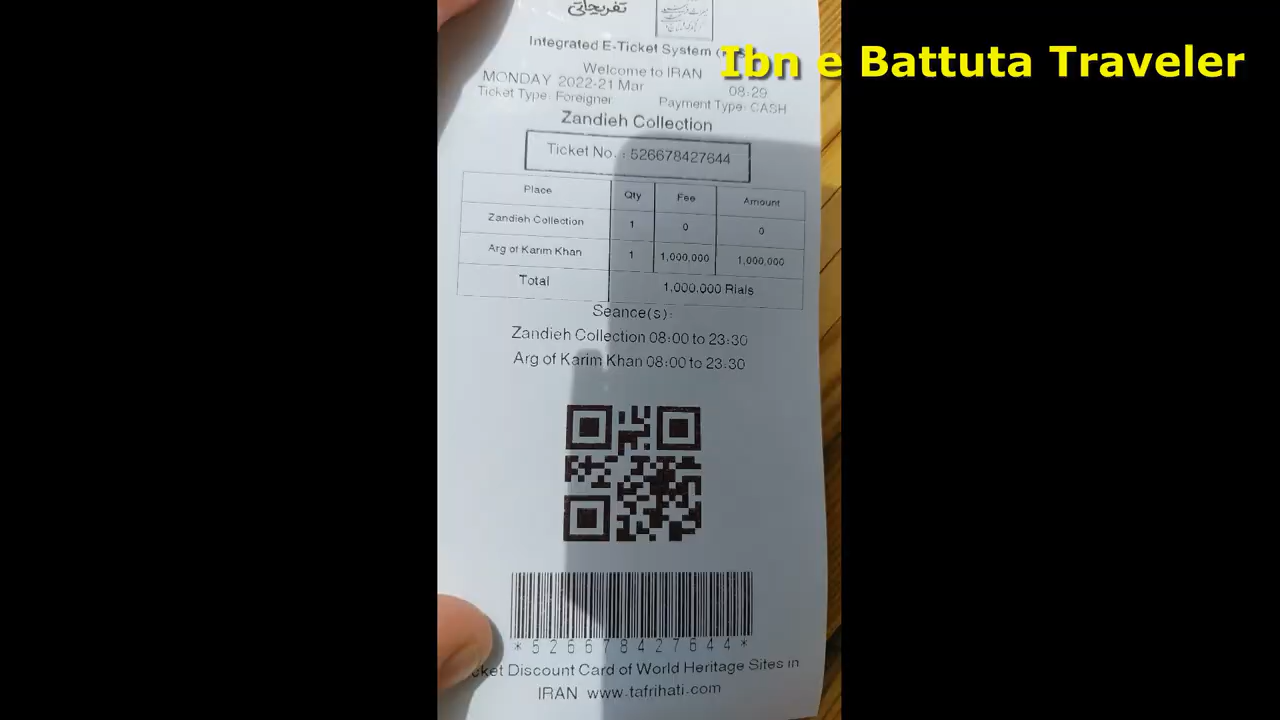 تفریحاتی
Integrated E-Ticket System
Ibn e Battuta Traveler
Welcome to IRAN
MONDAY 2022-21 Mar 08:29
Ticket Type: Foreigner Payment Type: CASH
Zandieh Collection
Ticket No. : 526678427644
Place Qty Fee Amount
Zandieh Collection 1 0 0
Arg of Karim Khan 1 1,000,000 1,000,000
Total 1,000,000 Rials
Seance(s):
Zandieh Collection 08:00 to 23:30
Arg of Karim Khan 08:00 to 23:30
*526678427644*
Discount Card of World Heritage Sites in
IRAN www.tafrihati.com